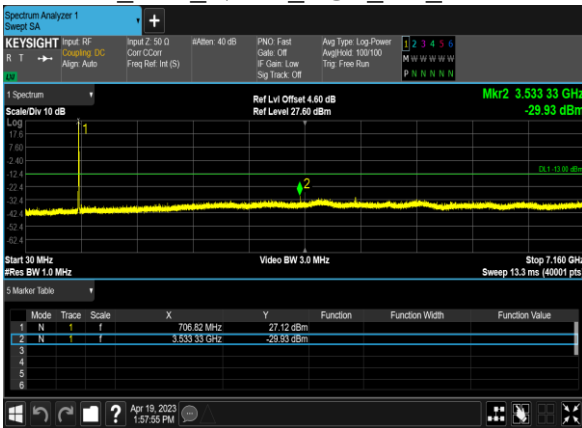 Spectrum Analyzer 1
Swept SA
KEYSIGHT Input: RF Input Z: 50 Ω #Atten: 40 dB PNO: Fast Avg Type: Log-Power 1 2 3 4 5 6
R T Coupling: DC Corr CCorr Gate: Off Avg|Hold: 100/100 M W W W W W
Align: Auto Freq Ref: Int (S) IF Gain: Low Trig: Free Run
Sig Track: Off P N N N N N
LV
1 Spectrum Ref Lvl Offset 4.60 dB Mkr2 3.533 33 GHz
Scale/Div 10 dB Ref Level 27.60 dBm -29.93 dBm
Log
17.6 1
7.60
-2.40
-12.4 DL1 -13.00 dBm
-22.4 2
-32.4
-42.4
-52.4
-62.4
Start 30 MHz Video BW 3.0 MHz Stop 7.160 GHz
#Res BW 1.0 MHz Sweep 13.3 ms (40001 pts
5 Marker Table
Mode Trace Scale X Y Function Function Width Function Value
1 N 1 f 706.82 MHz 27.12 dBm
2 N 1 f 3.533 33 GHz -29.93 dBm
3
4
5
6
? Apr 19, 2023
1:57:55 PM